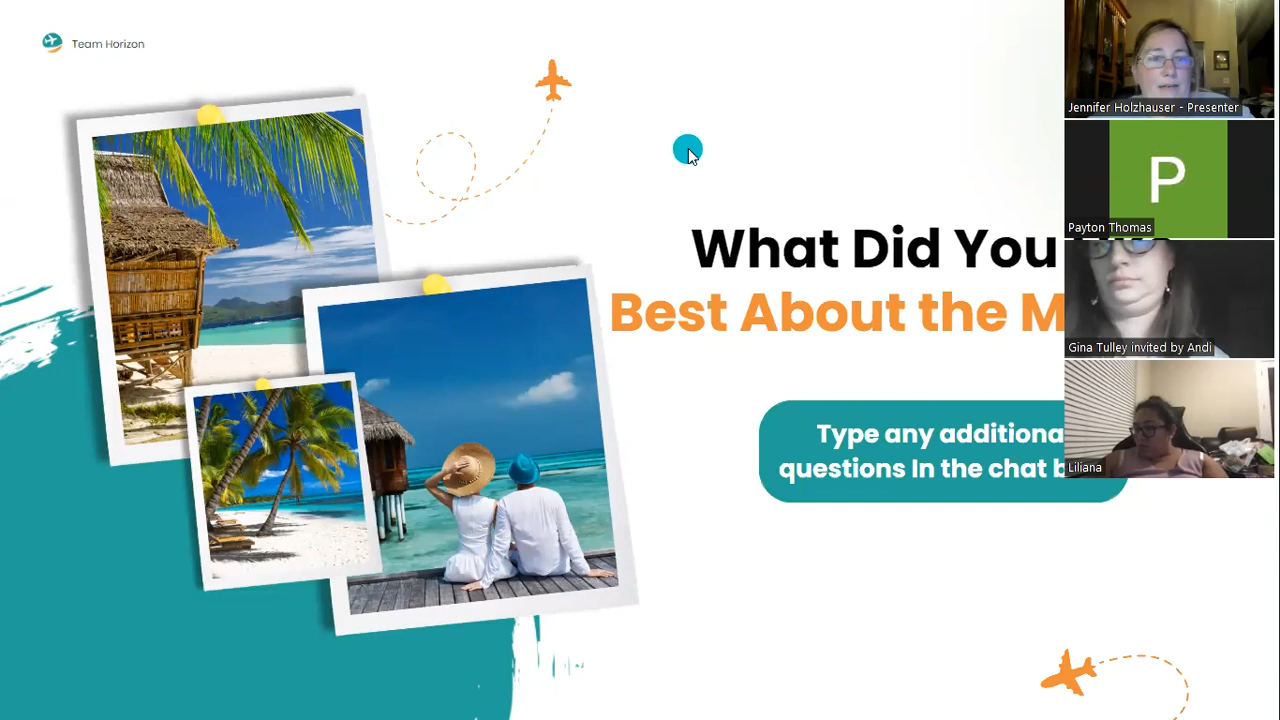 Team Horizon
What Did You
Best About the M
Type any additiona
questions In the chat b
Jennifer Holzhauser - Presenter
P
Payton Thomas
Gina Tulley invited by Andi
Liliana